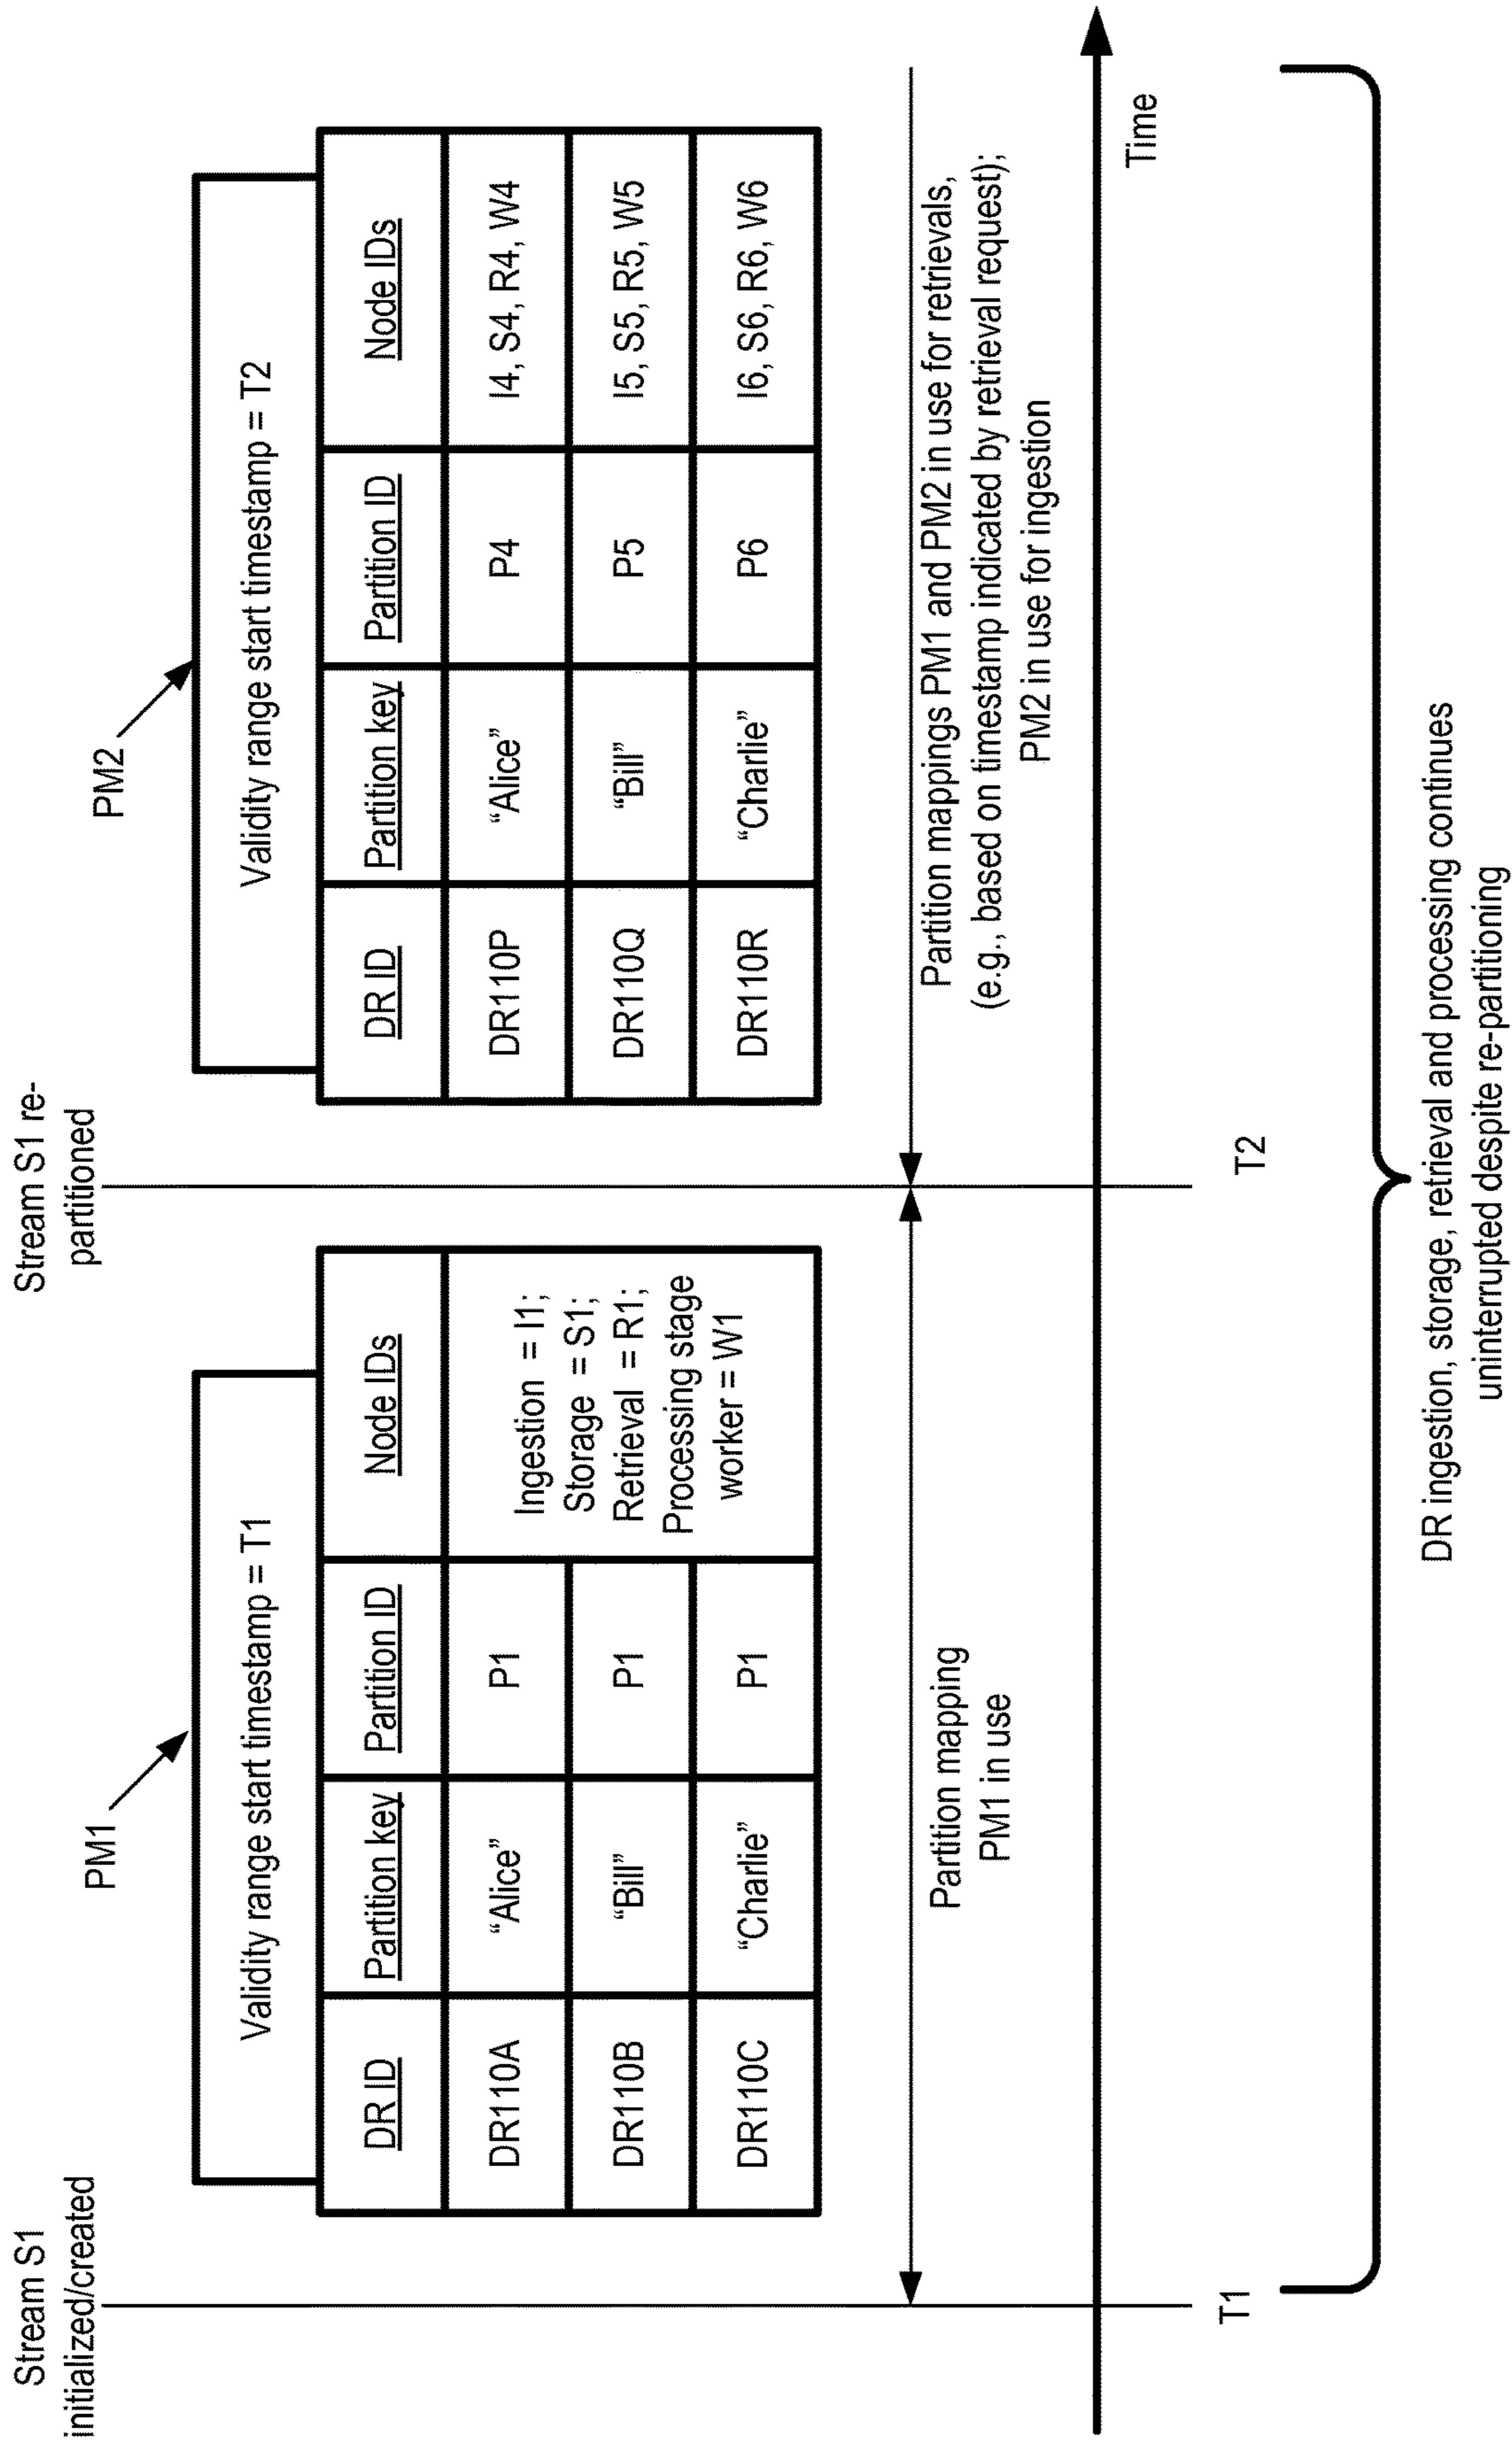 Stream S1
initialized/created
Stream S1 re-
partitioned
PM1
Validity range start timestamp = T1
DR ID
Partition key
Partition ID
Node IDs
DR110A
“Alice”
P1
DR110B
“Bill”
P1
DR110C
“Charlie”
P1
Ingestion = I1;
Storage = S1;
Retrieval = R1;
Processing stage
worker = W1
PM2
Validity range start timestamp = T2
DR ID
Partition key
Partition ID
Node IDs
DR110P
“Alice”
P4
I4, S4, R4, W4
DR110Q
“Bill”
P5
I5, S5, R5, W5
DR110R
“Charlie”
P6
I6, S6, R6, W6
Partition mapping
PM1 in use
Partition mappings PM1 and PM2 in use for retrievals,
(e.g., based on timestamp indicated by retrieval request);
PM2 in use for ingestion
Time
T1
T2
DR ingestion, storage, retrieval and processing continues
uninterrupted despite re-partitioning